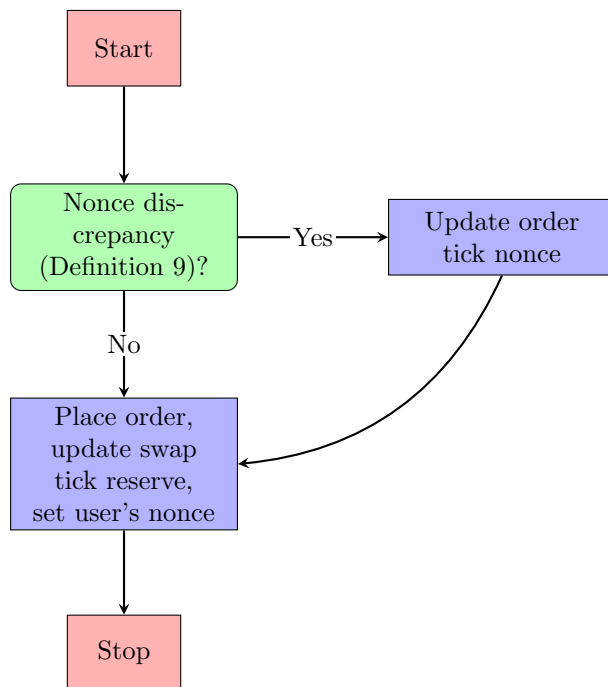 Start
Nonce dis-
crepancy
(Definition 9)?
Yes
Update order
tick nonce
No
Place order,
update swap
tick reserve,
set user's nonce
Stop